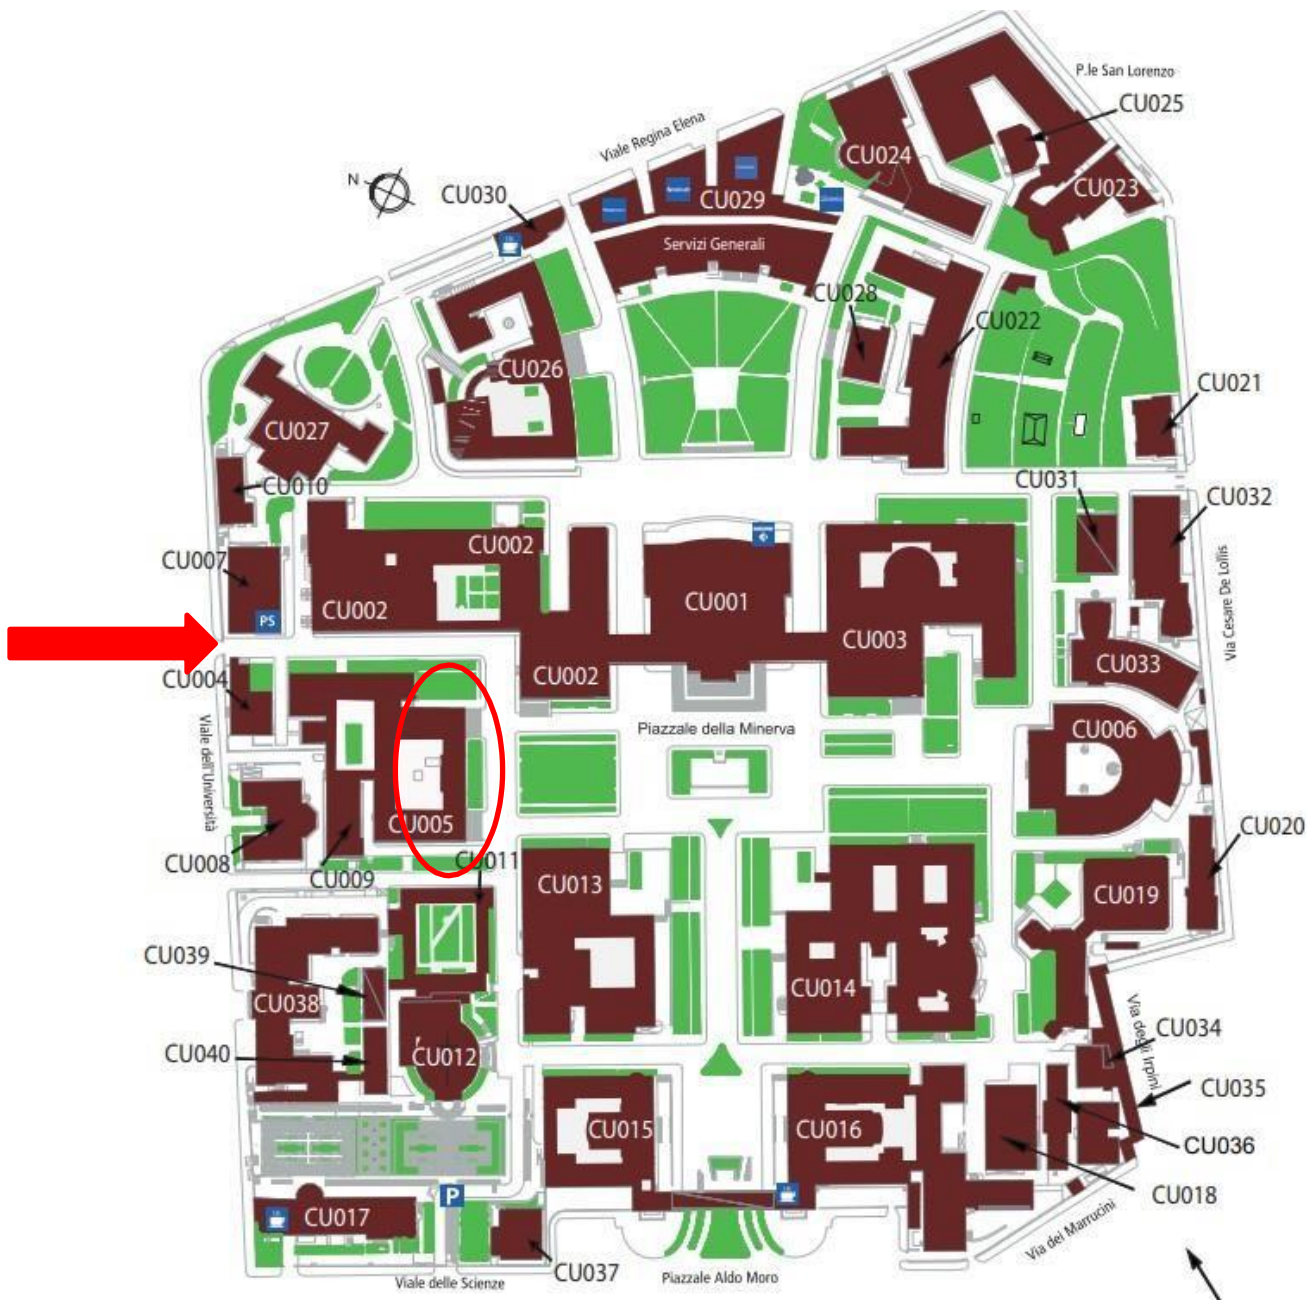 P.le San Lorenzo
CU025
Viale Regina Elena
CU024
N
CU030
CU029
CU023
Servizi Generali
CU028
CU022
CU026
CU021
CU027
CU010
CU031
CU032
CU002
CU007
CU002
CU001
PS
CU003
Via Cesare De Lollis
CU033
CU004
CU002
Viale dell'Università
Piazzale della Minerva
CU006
CU005
CU020
CU008
CU009
CU011
CU013
CU019
CU039
CU038
CU014
Via degli Irpini
CU034
CU040
CU012
CU035
CU015
CU016
CU036
CU018
P
CU017
Via dei Marrucini
CU037
Viale delle Scienze
Piazzale Aldo Moro